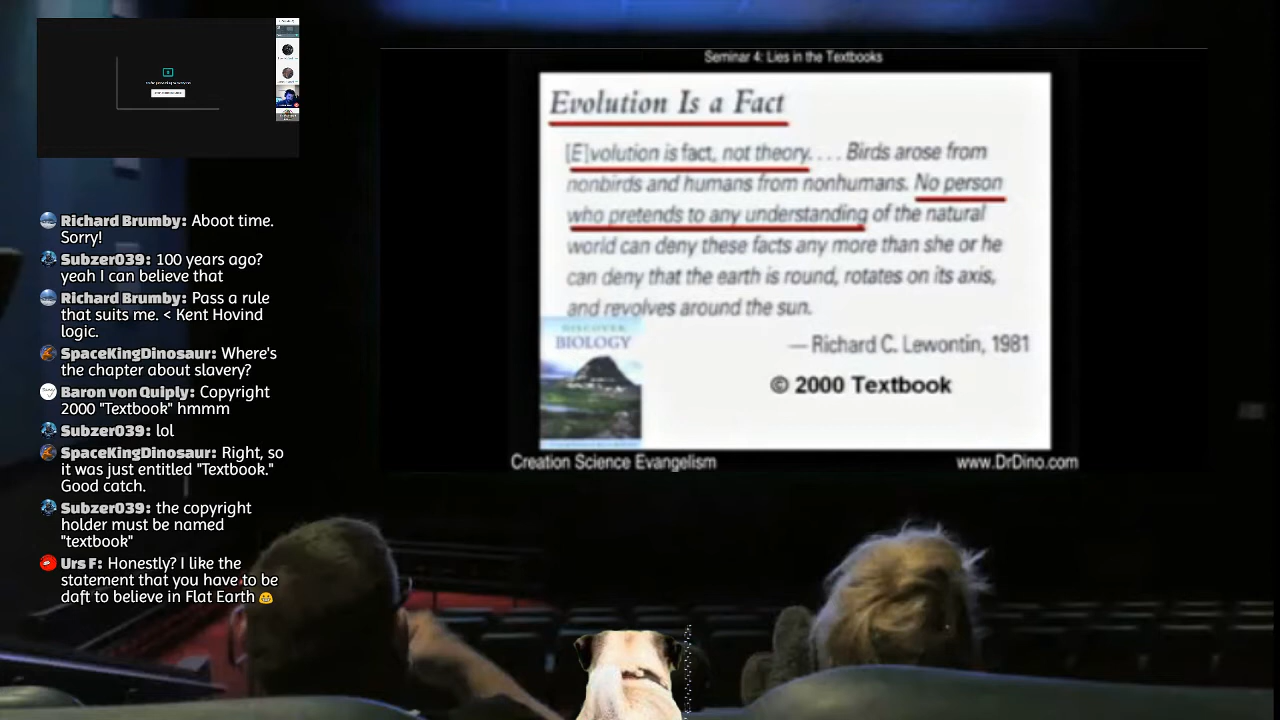 Richard Brumby: Aboot time.
Sorry!
Subzer039: 100 years ago?
yeah I can believe that
Richard Brumby: Pass a rule
that suits me. < Kent Hovind
logic.
SpaceKingDinosaur: Where's
the chapter about slavery?
Baron von Quiply: Copyright
2000 "Textbook" hmmm
Subzer039: lol
SpaceKingDinosaur: Right, so
it was just entitled "Textbook."
Good catch.
Subzer039: the copyright
holder must be named
"textbook"
Urs F: Honestly? I like the
statement that you have to be
daft to believe in Flat Earth
Seminar 4: Lies in the Textbooks
Evolution Is a Fact
[E]volution is fact, not theory. . . . Birds arose from
nonbirds and humans from nonhumans. No person
who pretends to any understanding of the natural
world can deny these facts any more than she or he
can deny that the earth is round, rotates on its axis,
and revolves around the sun.
— Richard C. Lewontin, 1981
DISCOVER
BIOLOGY
© 2000 Textbook
Creation Science Evangelism
www.DrDino.com